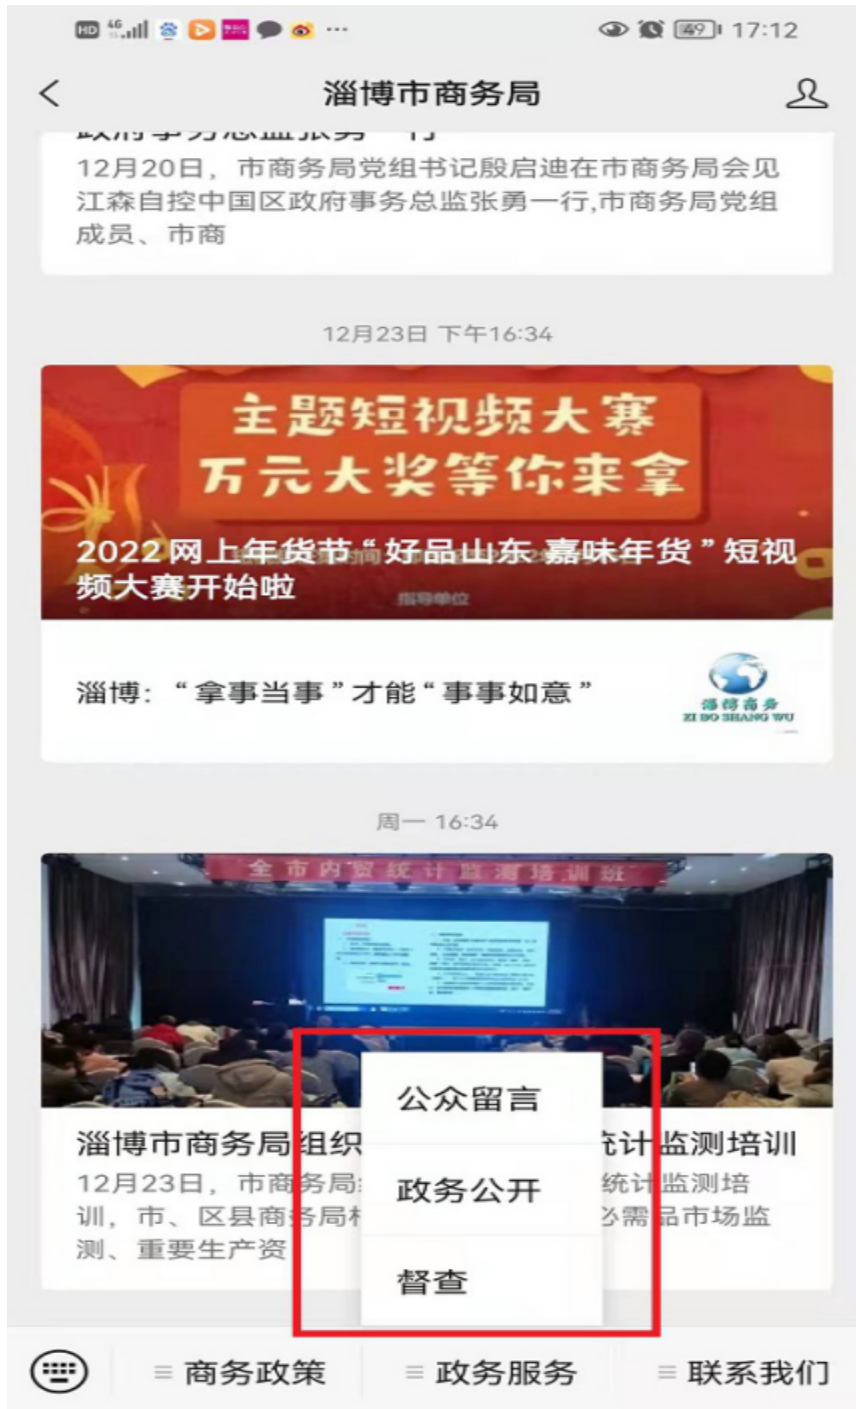 HD 4G 49 17:12
淄博市商务局
12月20日，市商务局党组书记殷启迪在市商务局会见
江森自控中国区政府事务总监张勇一行,市商务局党组
成员、市商
12月23日 下午16:34
主题短视频大赛
万元大奖等你来拿
2022 网上年货节“好品山东 嘉味年货”短视
频大赛开始啦
指导单位
淄博：“拿事当事”才能“事事如意”
淄博商务
ZI BO SHANG WU
周一 16:34
全市内贸统计监测培训班
公众留言
淄博市商务局组织
统计监测培训
12月23日，市商务局
政务公开
统计监测培
训，市、区县商务局
必需品市场监
测、重要生产资
督查
商务政策
政务服务
联系我们